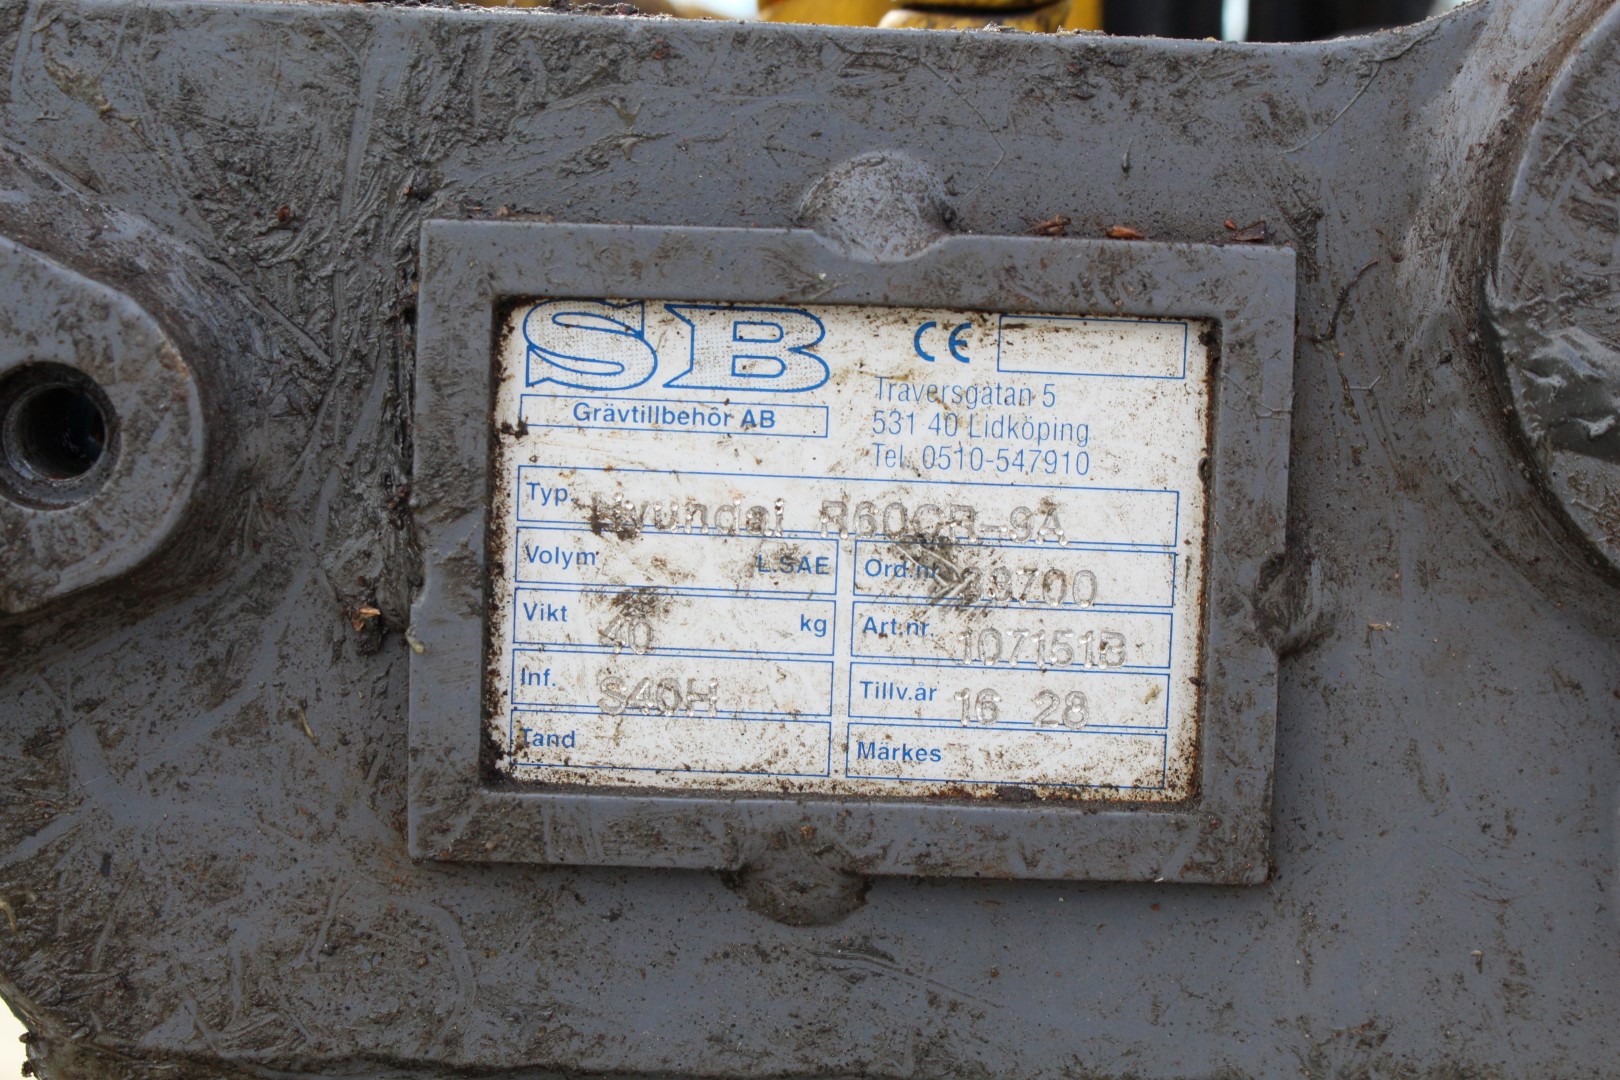 SB
CE
Grävtillbehör AB
Traversgatan 5
531 40 Lidköping
Tel. 0510-547910
Typ. Hyundai R60CR-9A
Volym L.SAE
Ord.nr
Vikt 40 kg
Art.nr. 107151B
Inf. S40H
Tillv.år 16 28
Tand
Märkes